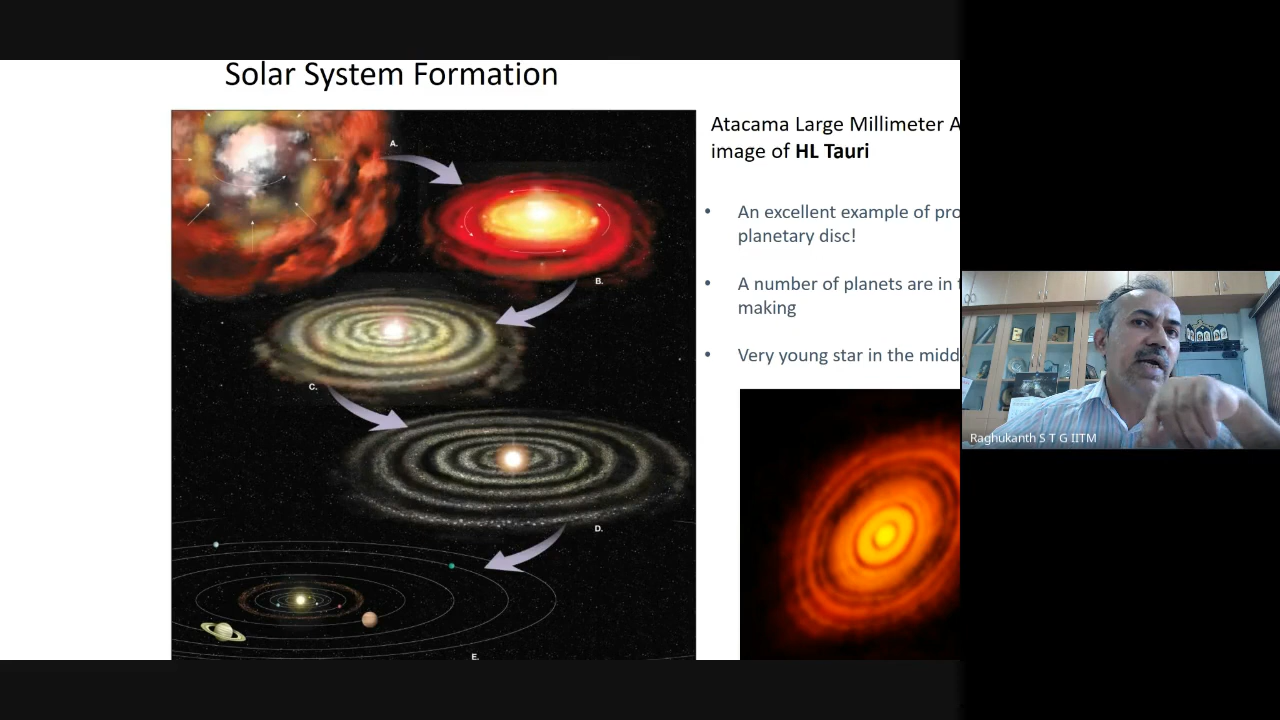 Solar System Formation
Atacama Large Millimeter A
image of HL Tauri
• An excellent example of pro
planetary disc!
• A number of planets are in t
making
• Very young star in the midd
A.
B.
C.
D.
E.
Raghukanth S T G IITM